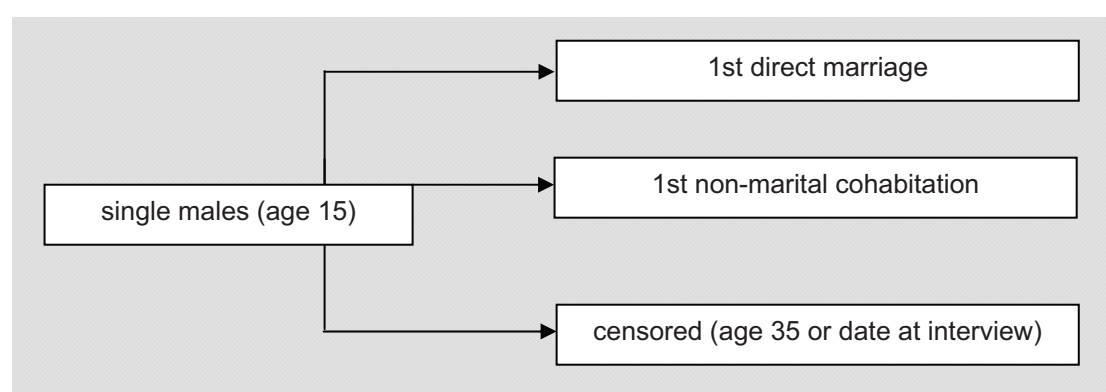 1st direct marriage
1st non-marital cohabitation
single males (age 15)
censored (age 35 or date at interview)